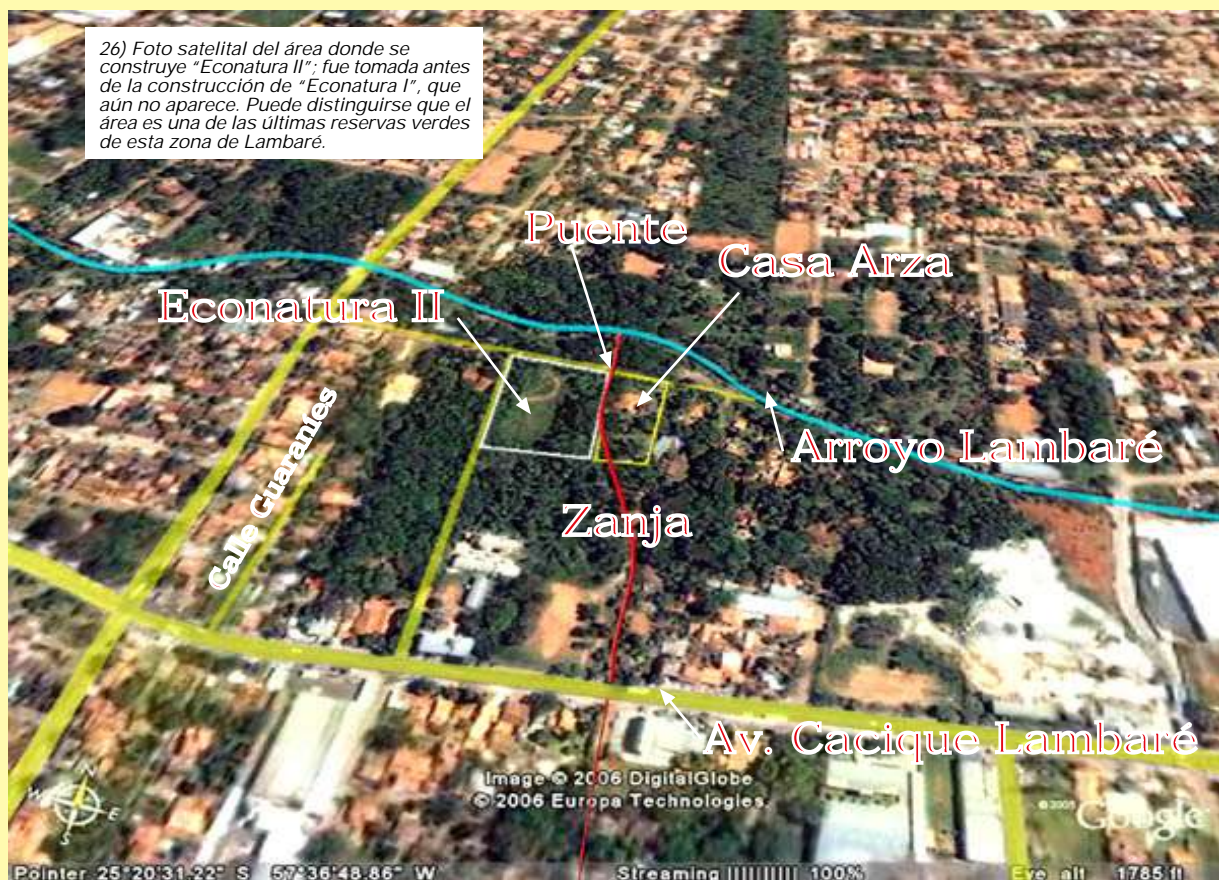 26) Foto satelital del área donde se
construye "Econatura II"; fue tomada antes
de la construcción de "Econatura I", que
aún no aparece. Puede distinguirse que el
área es una de las últimas reservas verdes
de esta zona de Lambaré.
Puente
Casa Arza
Econatura II
Calle Guaraníes
Arroyo Lambaré
Zanja
Av. Cacique Lambaré
Image © 2006 DigitalGlobe
© 2006 Europa Technologies
N
W E
S
© 2005 Google
Pointer 25°20'31.22" S 57°36'48.86" W Streaming |||||||||| 100% Eye alt 1785 ft